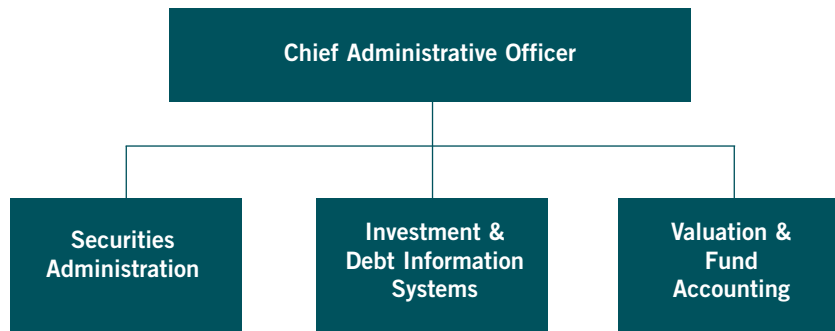 Chief Administrative Officer
Securities
Administration
Investment &
Debt Information
Systems
Valuation &
Fund
Accounting